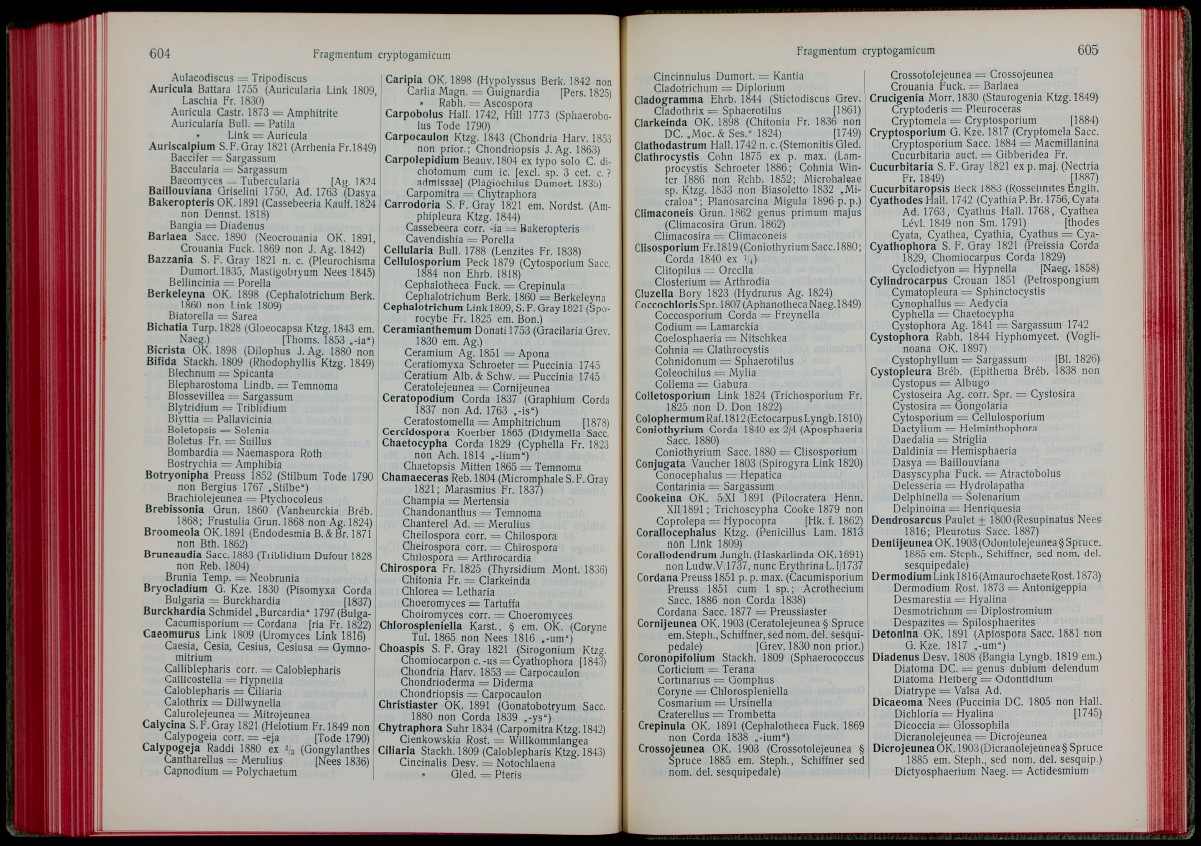 604
Fragmentum cryptogamicum
Aulacodiscus = Tripodiscus
Auricula Battara 1755 (Auricularia Link 1809,
Laschia Fr. 1830)
Auricula Castr. 1873 = Amphitrite
Auricularia Bull. = Patila
„ Link = Auricula
Auriscalpium S. F. Gray 1821 (Arrhenia Fr. 1849)
Baccifer = Sargassum
Baccularia = Sargassum
Baeomyces = Tubercularia [Ag. 1824
Baillouviana Griselini 1750, Ad. 1763 (Dasya
Bakeropteris OK. 1891 (Cassebeeria Kaulf. 1824
non Dennst. 1818)
Bangia = Diadenus
Barlaea Sacc. 1890 (Neocrouania OK. 1891,
Crouania Fuck. 1869 non J. Ag. 1842)
Bazzania S. F. Gray 1821 n. c. (Pleurochisma
Dumort. 1835, Mastigobryum Nees 1845)
Bellincinia = Porella
Berkeleyna OK. 1898 (Cephalotrichum Berk.
1860 non Link 1809)
Biatorella = Sarea
Bichatia Turp. 1828 (Gloeocapsa Ktzg. 1843 em.
Naeg.) [Thoms. 1853 „-ia“)
Bicrista OK. 1898 (Dilophus J. Ag. 1880 non
Bifida Stackh. 1809 (Rhodophyllis Ktzg. 1849)
Blechnum = Spicanta
Blepharostoma Lindb. = Temnoma
Blossevillea = Sargassum
Blytridium = Triblidium
Blyttia = Pallavicinia
Boletopsis = Solenia
Boletus Fr. = Suillus
Bombardia = Naemaspora Roth
Bostrychia = Amphibia
Botryonipha Preuss 1852 (Stilbum Tode 1790
non Bergius 1767 „Stilbe“)
Brachiolejeunea = Ptychocoleus
Brebissonia Grun. 1860 (Vanheurckia Bréb.
1868; Frustulia Grun. 1868 non Ag. 1824)
Broomeola OK. 1891 (Endodesmia B. & Br. 1871
non Bth. 1862)
Bruncaudia Sacc. 1883 (Triblidium Dufour 1828
non Reb. 1804)
Brunia Temp. = Neobrunia
Bryocladium G. Kze. 1830 (Pisomyxa Corda
Bulgaria = Burckhardia [1837)
Burckhardia Schmidel „Burcardia“ 1797 (Bulga-
Cacumisporium = Cordana [ria Fr. 1822)
Caeomurus Link 1809 (Uromyces Link 1816)
Caesia, Cesia, Cesius, Cesiusa = Gymno-
mitrium
Calliblepharis corr. = Caloblepharis
Callicostella = Hypnella
Caloblepharis = Ciliaria
Calothrix = Dillwynella
Calurolejeunea = Mitrojeunea
Calycina S. F. Gray 1821 (Helotium Fr. 1849 non
Calypogeia corr. = -eja [Tode 1790)
Calypogeja Raddi 1880 ex ²/₃ (Gongylanthes
Cantharellus = Merulius [Nees 1836)
Capnodium = Polychaetum
Caripia OK. 1898 (Hypolyssus Berk. 1842 non
Carlia Magn. = Guignardia [Pers. 1825)
„ Rabh. = Ascospora
Carpobolus Hall. 1742, Hill 1773 (Sphaerobo-
lus Tode 1790)
Carpocaulon Ktzg. 1843 (Chondria Harv. 1853
non prior.; Chondriopsis J. Ag. 1863)
Carpolepidium Beauv. 1804 ex typo solo C. di-
chotomum cum ic. [excl. sp. 3 cet. c. ?
admissae] (Plagiochilus Dumort. 1835)
Carpomitra = Chytraphora
Carrodoria S. F. Gray 1821 em. Nordst. (Am-
phipleura Ktzg. 1844)
Cassebeera corr. -ia = Bakeropteris
Cavendishia = Porella
Cellularia Bull. 1788 (Lenzites Fr. 1838)
Cellulosporium Peck 1879 (Cytosporium Sacc.
1884 non Ehrb. 1818)
Cephalotheca Fuck. = Crepinula
Cephalotrichum Berk. 1860 = Berkeleyna
Cephalotrichum Link 1809, S. F. Gray 1821 (Spo-
rocybe Fr. 1825 em. Bon.)
Ceramianthemum Donati 1753 (Gracilaria Grev.
1830 em. Ag.)
Ceramium Ag. 1851 = Apona
Ceratiomyxa Schroeter = Puccinia 1745
Ceratium Alb. & Schw. = Puccinia 1745
Ceratolejeunea = Cornijeunea
Ceratopodium Corda 1837 (Graphium Corda
1837 non Ad. 1763 „-is“)
Ceratostomella = Amphitrichum [1878)
Cercidospora Koerber 1865 (Didymella Sacc.
Chaetocypha Corda 1829 (Cyphella Fr. 1823
non Ach. 1814 „-lium“)
Chaetopsis Mitten 1865 = Temnoma
Chamaeceras Reb. 1804 (Micromphale S. F. Gray
1821; Marasmius Fr. 1837)
Champia = Mertensia
Chandonanthus = Temnoma
Chanterel Ad. = Merulius
Cheilospora corr. = Chilospora
Cheirospora corr. = Chirospora
Chilospora = Arthrocardia
Chirospora Fr. 1825 (Thyrsidium Mont. 1836)
Chitonia Fr. = Clarkeinda
Chlorea = Letharia
Choeromyces = Tartuffa
Choiromyces corr. = Choeromyces
Chlorospleniella Karst., § em. OK. (Coryne
Tul. 1865 non Nees 1816 „-um“)
Choaspis S. F. Gray 1821 (Sirogonium Ktzg.
Chomiocarpon c. -us = Cyathophora [1843)
Chondria Harv. 1853 = Carpocaulon
Chondrioderma = Diderma
Chondriopsis = Carpocaulon
Christiaster OK. 1891 (Gonatobotryum Sacc.
1880 non Corda 1839 „-ys“)
Chytraphora Suhr 1834 (Carpomitra Ktzg. 1842)
Cienkowskia Rost. = Willkommlangea
Ciliaria Stackh. 1809 (Caloblepharis Ktzg. 1843)
Cincinalis Desv. = Notochlaena
„ Gled. = Pteris
Fragmentum cryptogamicum
605
Cincinnulus Dumort. = Kantia
Cladotrichum = Diplorium
Cladogramma Ehrb. 1844 (Stictodiscus Grev.
Cladothrix = Sphaerotilus [1861)
Clarkeinda OK. 1898 (Chitonia Fr. 1836 non
DC. „Moc. & Ses.“ 1824) [1749)
Clathodastrum Hall. 1742 n. c. (Stemonitis Gled.
Clathrocystis Cohn 1875 ex p. max. (Lam-
procystis Schroeter 1886; Cohnia Win-
ter 1886 non Rchb. 1852; Microhaleae
sp. Ktzg. 1833 non Biasoletto 1832 „Mi-
craloa“; Planosarcina Migula 1896 p. p.)
Climaconeis Grun. 1862 genus primum majus
(Climacosira Grun. 1862)
Climacosira = Climaconeis
Clisosporium Fr. 1819 (Coniothyrium Sacc. 1880;
Corda 1840 ex ¹/₄)
Clitopilus = Orcella
Closterium = Arthrodia
Cluzella Bory 1823 (Hydrurus Ag. 1824)
Coccochloris Spr. 1807 (Aphanotheca Naeg. 1849)
Coccosporium Corda = Freynella
Codium = Lamarckia
Coelosphaeria = Nitschkea
Cohnia = Clathrocystis
Cohnidonum = Sphaerotilus
Coleochilus = Mylia
Collema = Gabura
Colletosporium Link 1824 (Trichosporium Fr.
1825 non D. Don 1822)
Colophermum Raf. 1812 (Ectocarpus Lyngb. 1810)
Coniothyrium Corda 1840 ex 2/4 (Aposphaeria
Sacc. 1880)
Coniothyrium Sacc. 1880 = Clisosporium
Conjugata Vaucher 1803 (Spirogyra Link 1820)
Conocephalus = Hepatica
Contarinia = Sargassum
Cookeina OK. 5/XI 1891 (Pilocratera Henn.
XII/1891; Trichoscypha Cooke 1879 non
Coprolepa = Hypocopra [Hk. f. 1862)
Corallocephalus Ktzg. (Penicillus Lam. 1813
non Link 1809)
Corallodendrum Jungh. (Haskarlinda OK. 1891)
non Ludw. V. 1737, nunc Erythrina L. I/1737
Cordana Preuss 1851 p. p. max. (Cacumisporium
Preuss 1851 cum 1 sp.; Acrothecium
Sacc. 1886 non Corda 1838)
Cordana Sacc. 1877 = Preussiaster
Cornijeunea OK. 1903 (Ceratolejeunea § Spruce
em. Steph., Schiffner, sed nom. del. sesqui-
pedale) [Grev. 1830 non prior.)
Coronopifolium Stackh. 1809 (Sphaerococcus
Corticium = Terana
Cortinarius = Gomphus
Coryne = Chlorospleniella
Cosmarium = Ursinella
Craterellus = Trombetta
Crepinula OK. 1891 (Cephalotheca Fuck. 1869
non Corda 1838 „-ium“)
Crossojeunea OK. 1903 (Crossotolejeunea §
Spruce 1885 em. Steph., Schiffner sed
nom. del. sesquipedale)
Crossotolejeunea = Crossojeunea
Crouania Fuck. = Barlaea
Crucigenia Morr. 1830 (Staurogenia Ktzg. 1849)
Cryptoderis = Pleuroceras
Cryptomela = Cryptosporium [1884)
Cryptosporium G. Kze. 1817 (Cryptomela Sacc.
Cryptosporium Sacc. 1884 = Macmillanina
Cucurbitaria auct. = Gibberidea Fr.
Cucurbitaria S. F. Gray 1821 ex p. maj. (Nectria
Fr. 1849) [1887)
Cucurbitaropsis Beck 1883 (Rosselinites Englh.
Cyathodes Hall. 1742 (Cyathia P. Br. 1756, Cyata
Ad. 1763, Cyathus Hall. 1768, Cyathea
Lévl. 1849 non Sm. 1791) [thodes
Cyata, Cyathea, Cyathia, Cyathus = Cya-
Cyathophora S. F. Gray 1821 (Preissia Corda
1829, Chomiocarpus Corda 1829)
Cyclodictyon = Hypnella [Naeg. 1858)
Cylindrocarpus Crouan 1851 (Petrospongium
Cymatopleura = Sphinctocystis
Cynophallus = Aedycia
Cyphella = Chaetocypha
Cystophora Ag. 1841 = Sargassum 1742
Cystophora Rabh. 1844 Hyphomycet. (Vogli-
noana OK. 1897)
Cystophyllum = Sargassum [Bl. 1826)
Cystopleura Bréb. (Epithema Bréb. 1838 non
Cystopus = Albugo
Cystoseira Ag. corr. Spr. = Cystosira
Cystosira = Gongolaria
Cytosporium = Cellulosporium
Dactylium = Helminthophora
Daedalia = Striglia
Daldinia = Hemisphaeria
Dasya = Baillouviana
Dasyscypha Fuck. = Atractobolus
Delesseria = Hydrolapatha
Delphinella = Solenarium
Delpinoina = Henriquesia
Dendrosarcus Paulet ± 1800 (Resupinatus Nees
1816; Pleurotus Sacc. 1887)
Dentijeunea OK. 1903 (Odontolejeunea § Spruce.
1885 em. Steph., Schiffner, sed nom. del.
sesquipedale)
Dermodium Link 1816 (Amaurochaete Rost. 1873)
Dermodium Rost. 1873 = Antonigeppia
Desmarestia = Hyalina
Desmotrichum = Diplostromium
Despazites = Spilosphaerites
Detonina OK. 1891 (Aplospora Sacc. 1881 non
G. Kze. 1817 „-um“)
Diadenus Desv. 1808 (Bangia Lyngb. 1819 em.)
Diatoma DC. = genus dubium delendum
Diatoma Heiberg = Odontidium
Diatrype = Valsa Ad.
Dicaeoma Nees (Puccinia DC. 1805 non Hall.
Dichloria = Hyalina [1745)
Dicoccia = Glossophila
Dicranolejeunea = Dicrojeunea
Dicrojeunea OK. 1903 (Dicranolejeunea § Spruce
1885 em. Steph., sed nom. del. sesquip.)
Dictyosphaerium Naeg. = Actidesmium